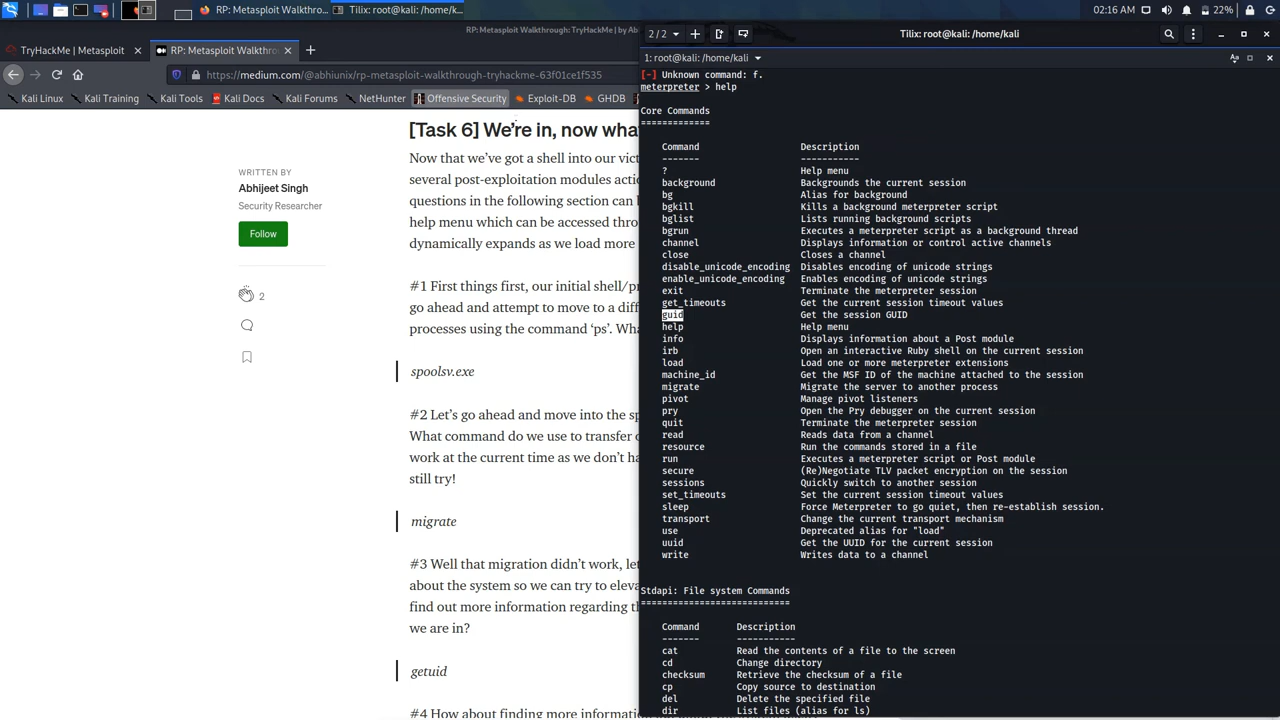 RP: Metasploit Walkthro...
Tilix: root@kali: /home/k...
02:16 AM
22%
RP: Metasploit Walkthrough: TryHackMe | by Ab
TryHackMe | Metasploit
RP: Metasploit Walkthrou
https://medium.com/@abhiunix/rp-metasploit-walkthrough-tryhackme-63f01ce1f535
Kali Linux
Kali Training
Kali Tools
Kali Docs
Kali Forums
NetHunter
Offensive Security
Exploit-DB
GHDB
WRITTEN BY
Abhijeet Singh
Security Researcher
Follow
2
[Task 6] We're in, now wha
Now that we've got a shell into our vict
several post-exploitation modules actio
questions in the following section can b
help menu which can be accessed thro
dynamically expands as we load more
#1 First things first, our initial shell/pr
go ahead and attempt to move to a diff
processes using the command 'ps'. Wha
spoolsv.exe
#2 Let's go ahead and move into the sp
What command do we use to transfer o
work at the current time as we don't ha
still try!
migrate
#3 Well that migration didn't work, let
about the system so we can try to eleva
find out more information regarding th
we are in?
getuid
#4 How about finding more information
2 / 2
Tilix: root@kali: /home/kali
1: root@kali: /home/kali
[-] Unknown command: f.
meterpreter > help
Core Commands
=============
Command Description
------- -----------
? Help menu
background Backgrounds the current session
bg Alias for background
bgkill Kills a background meterpreter script
bglist Lists running background scripts
bgrun Executes a meterpreter script as a background thread
channel Displays information or control active channels
close Closes a channel
disable_unicode_encoding Disables encoding of unicode strings
enable_unicode_encoding Enables encoding of unicode strings
exit Terminate the meterpreter session
get_timeouts Get the current session timeout values
guid Get the session GUID
help Help menu
info Displays information about a Post module
irb Open an interactive Ruby shell on the current session
load Load one or more meterpreter extensions
machine_id Get the MSF ID of the machine attached to the session
migrate Migrate the server to another process
pivot Manage pivot listeners
pry Open the Pry debugger on the current session
quit Terminate the meterpreter session
read Reads data from a channel
resource Run the commands stored in a file
run Executes a meterpreter script or Post module
secure (Re)Negotiate TLV packet encryption on the session
sessions Quickly switch to another session
set_timeouts Set the current session timeout values
sleep Force Meterpreter to go quiet, then re-establish session.
transport Change the current transport mechanism
use Deprecated alias for "load"
uuid Get the UUID for the current session
write Writes data to a channel
Stdapi: File system Commands
============================
Command Description
------- -----------
cat Read the contents of a file to the screen
cd Change directory
checksum Retrieve the checksum of a file
cp Copy source to destination
del Delete the specified file
dir List files (alias for ls)